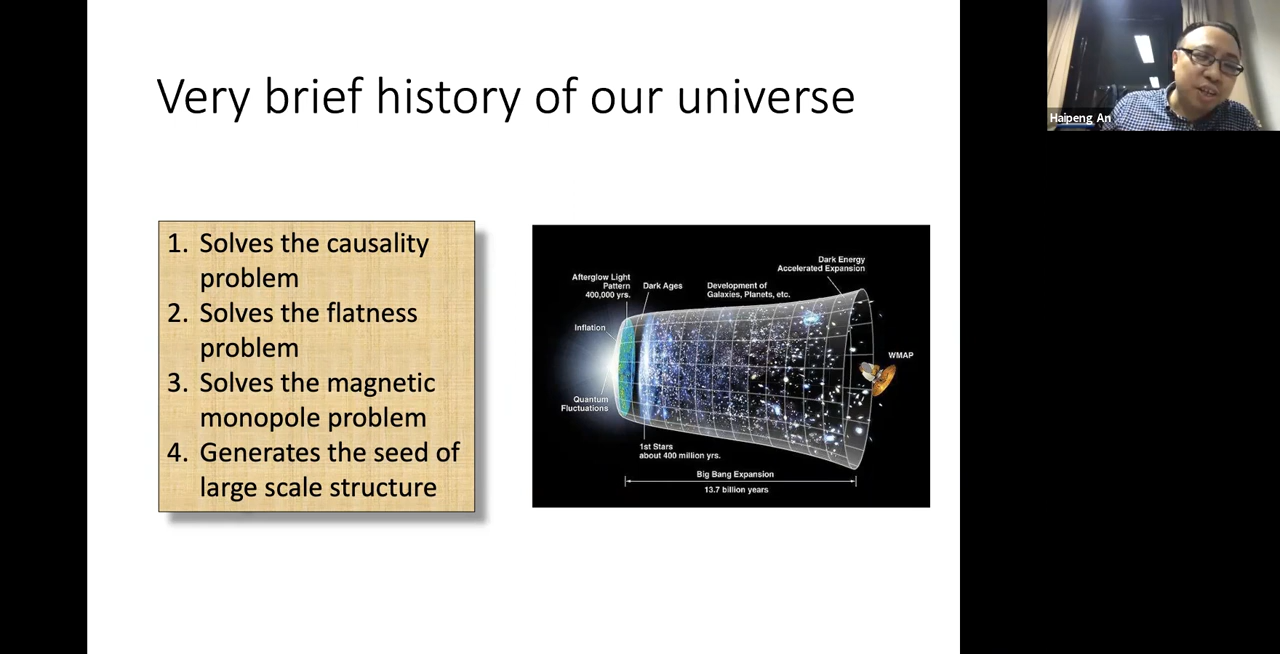 Very brief history of our universe
Haipeng An
1. Solves the causality
problem
2. Solves the flatness
problem
3. Solves the magnetic
monopole problem
4. Generates the seed of
large scale structure
Dark Energy
Accelerated Expansion
Afterglow Light
Pattern
400,000 yrs.
Dark Ages
Development of
Galaxies, Planets, etc.
Inflation
WMAP
Quantum
Fluctuations
1st Stars
about 400 million yrs.
Big Bang Expansion
13.7 billion years